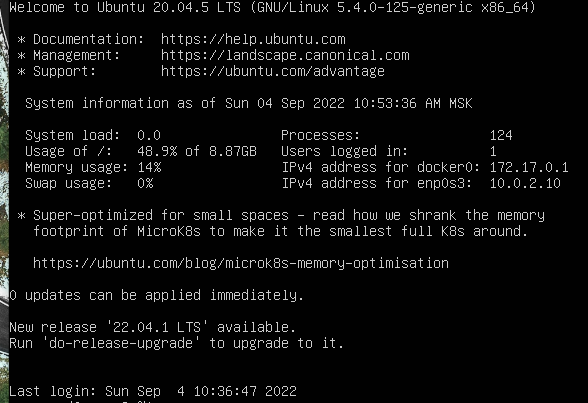 Welcome to Ubuntu 20.04.5 LTS (GNU/Linux 5.4.0-125-generic x86_64)
* Documentation:  https://help.ubuntu.com
* Management:     https://landscape.canonical.com
* Support:        https://ubuntu.com/advantage
System information as of Sun 04 Sep 2022 10:53:36 AM MSK
System load:  0.0                Processes:                124
Usage of /:   48.9% of 8.87GB   Users logged in:          1
Memory usage: 14%                IPv4 address for docker0: 172.17.0.1
Swap usage:   0%                 IPv4 address for enp0s3:  10.0.2.10
* Super-optimized for small spaces - read how we shrank the memory
footprint of MicroK8s to make it the smallest full K8s around.
https://ubuntu.com/blog/microk8s-memory-optimisation
0 updates can be applied immediately.
New release '22.04.1 LTS' available.
Run 'do-release-upgrade' to upgrade to it.
Last login: Sun Sep  4 10:36:47 2022